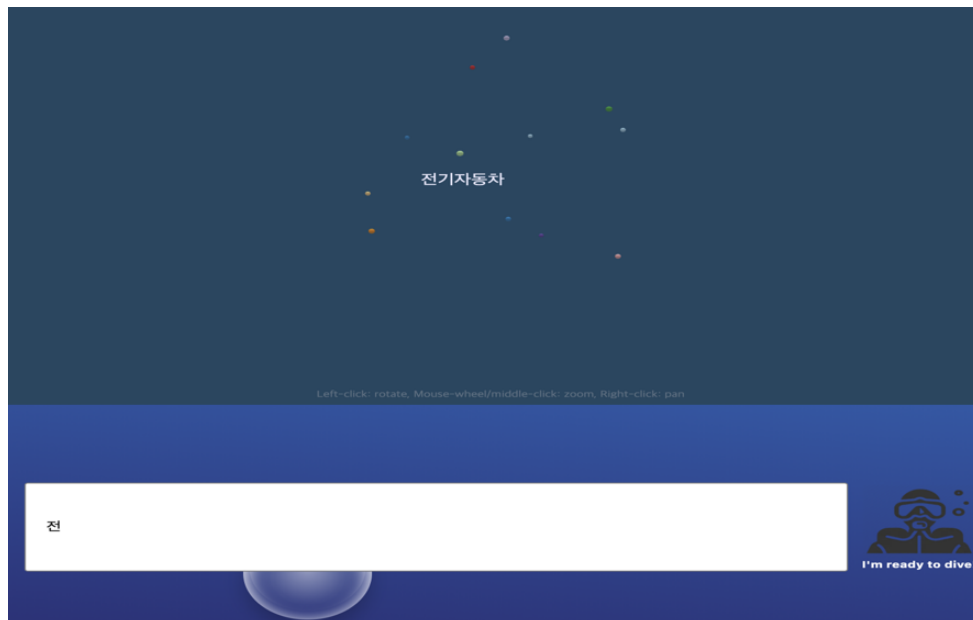 전기자동차
Left-click: rotate, Mouse-wheel/middle-click: zoom, Right-click: pan
전
I'm ready to dive